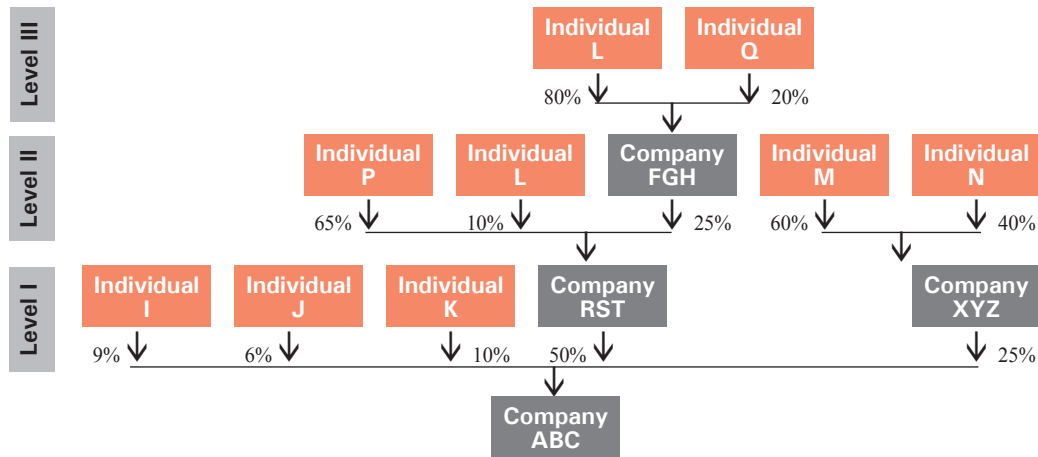 Level III
Individual
L
Individual
Q
80%
20%
Level II
Individual
P
Individual
L
Company
FGH
Individual
M
Individual
N
65%
10%
25%
60%
40%
Level I
Individual
I
Individual
J
Individual
K
Company
RST
Company
XYZ
9%
6%
10%
50%
25%
Company
ABC